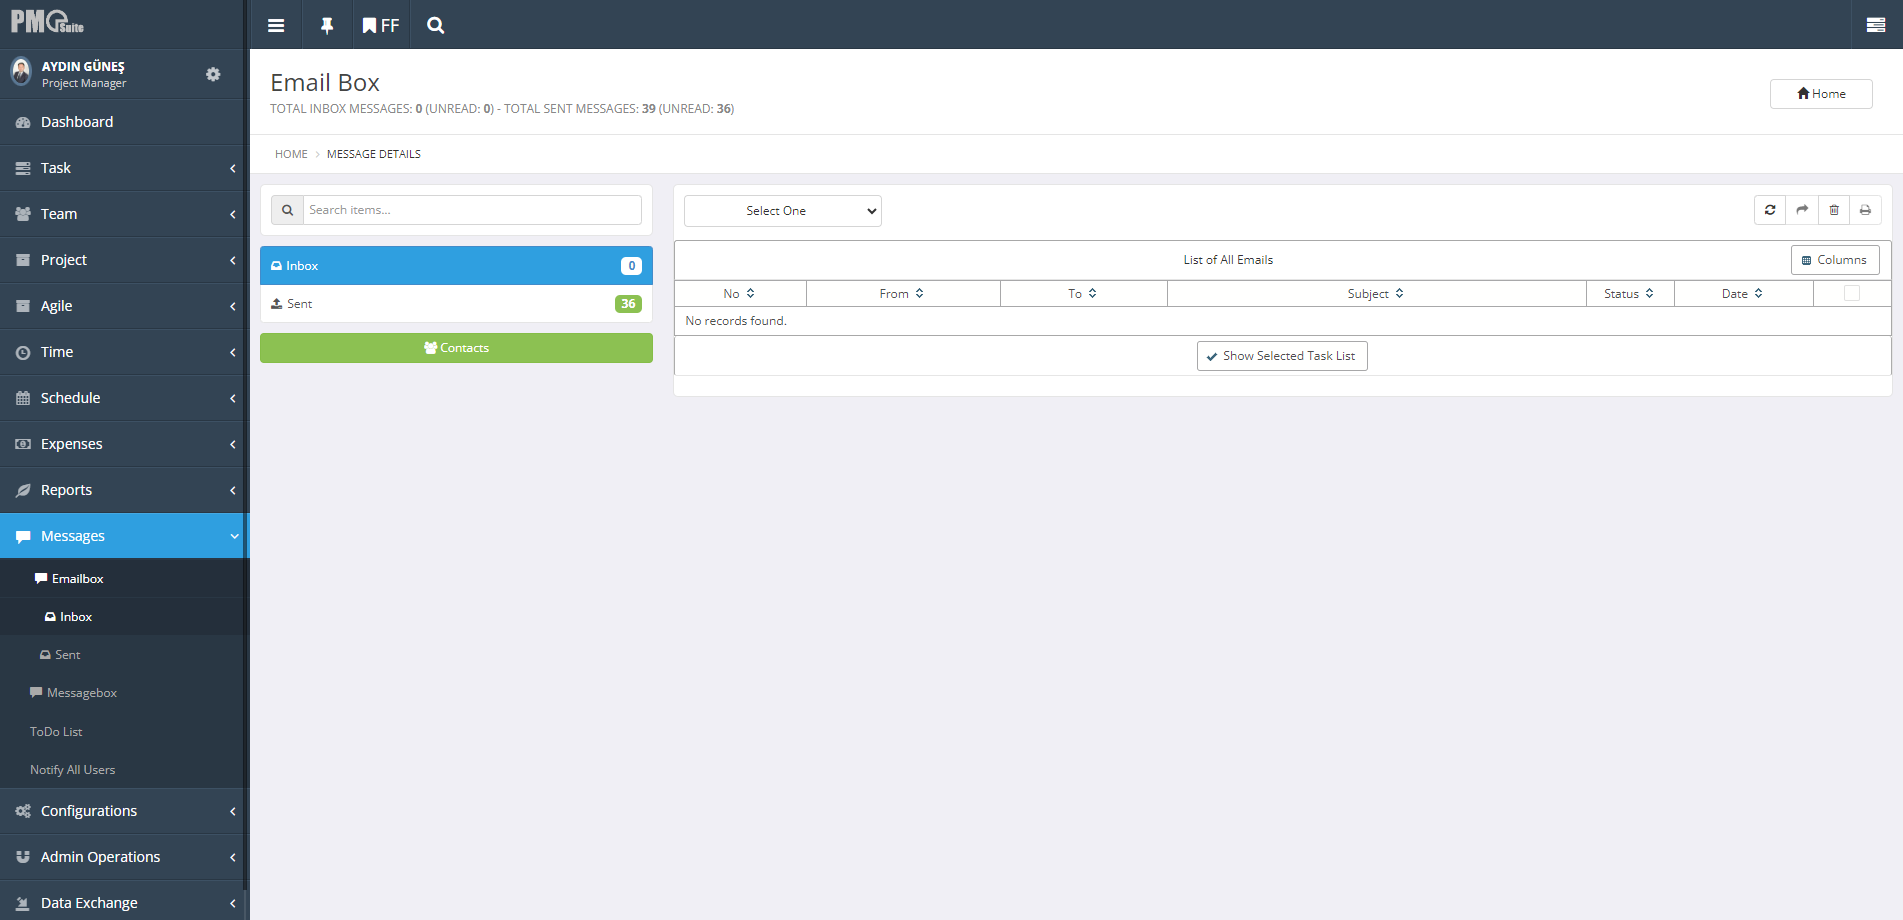 PMO Suite
AYDIN GÜNEŞ
Project Manager
Dashboard
Task
Team
Project
Agile
Time
Schedule
Expenses
Reports
Messages
Emailbox
Inbox
Sent
Messagebox
ToDo List
Notify All Users
Configurations
Admin Operations
Data Exchange
FF
Email Box
TOTAL INBOX MESSAGES: 0 (UNREAD: 0) - TOTAL SENT MESSAGES: 39 (UNREAD: 36)
Home
HOME > MESSAGE DETAILS
Search items...
Inbox 0
Sent 36
Contacts
Select One
List of All Emails
Columns
No From To Subject Status Date
No records found.
Show Selected Task List